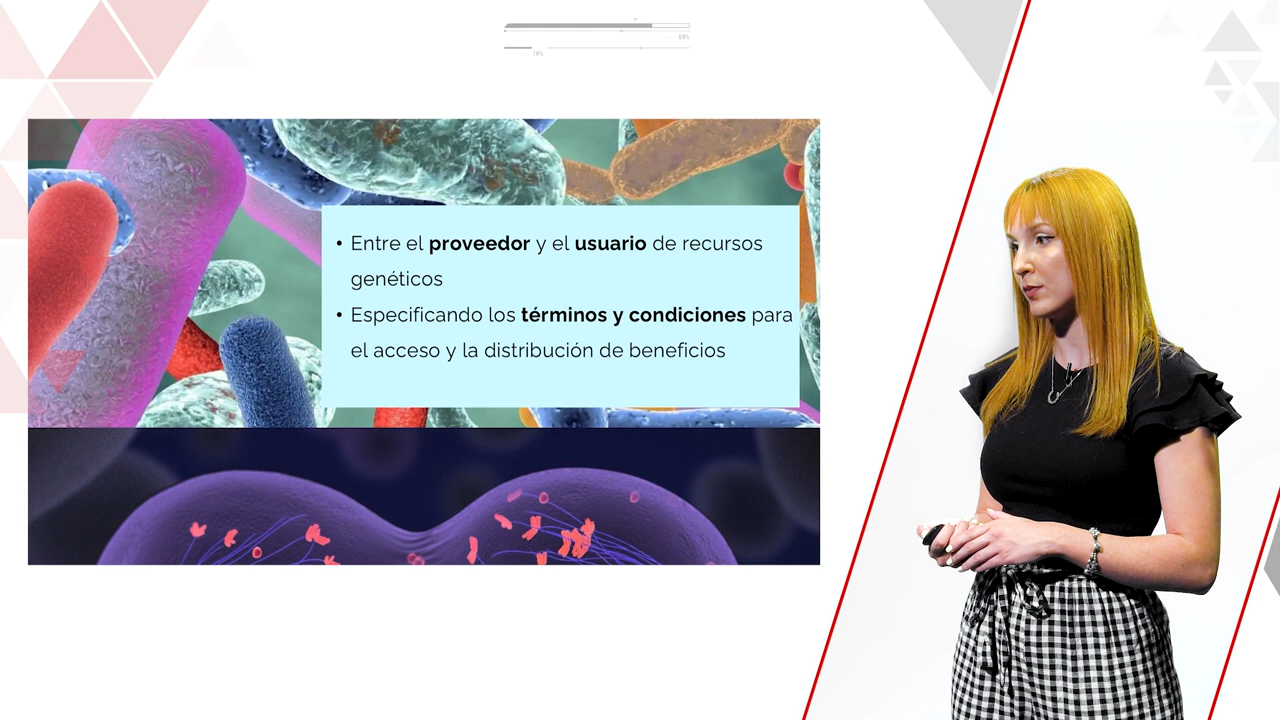 • Entre el proveedor y el usuario de recursos
genéticos
• Especificando los términos y condiciones para
el acceso y la distribución de beneficios